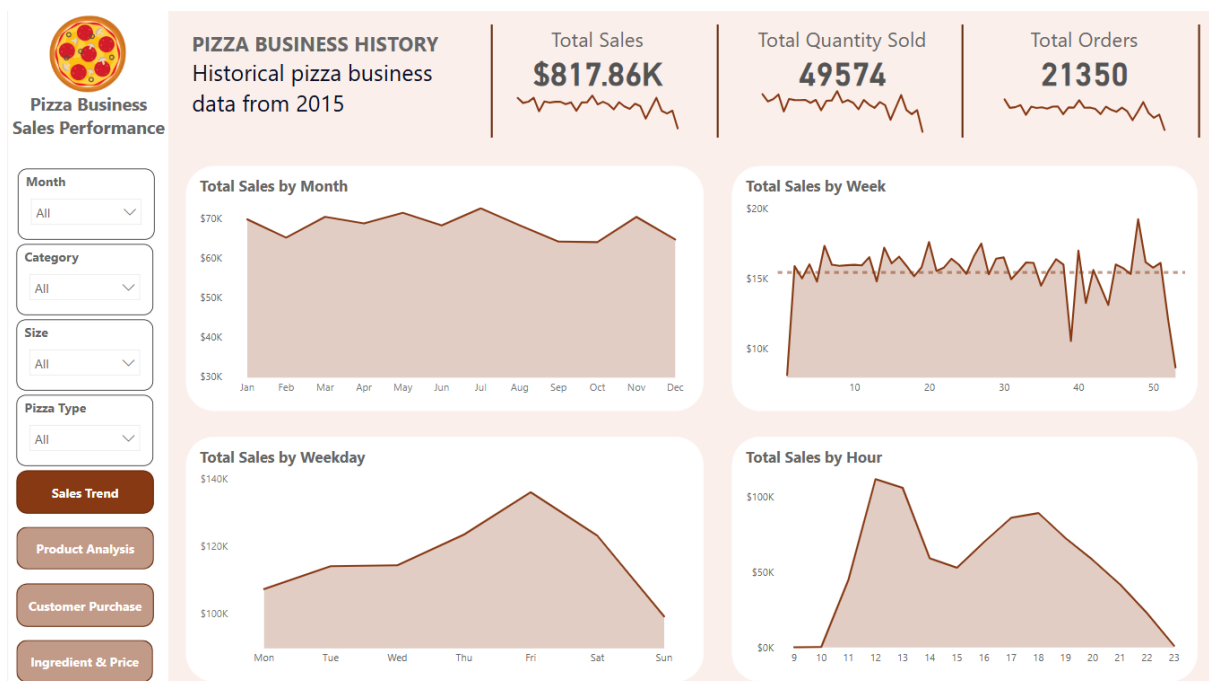 Pizza Business
Sales Performance
Month
All
Category
All
Size
All
Pizza Type
All
Sales Trend
Product Analysis
Customer Purchase
Ingredient & Price
PIZZA BUSINESS HISTORY
Historical pizza business
data from 2015
Total Sales
$817.86K
Total Quantity Sold
49574
Total Orders
21350
Total Sales by Month
$70K
$60K
$50K
$40K
$30K
Jan Feb Mar Apr May Jun Jul Aug Sep Oct Nov Dec
Total Sales by Week
$20K
$15K
$10K
10 20 30 40 50
Total Sales by Weekday
$140K
$120K
$100K
Mon Tue Wed Thu Fri Sat Sun
Total Sales by Hour
$100K
$50K
$0K
9 10 11 12 13 14 15 16 17 18 19 20 21 22 23